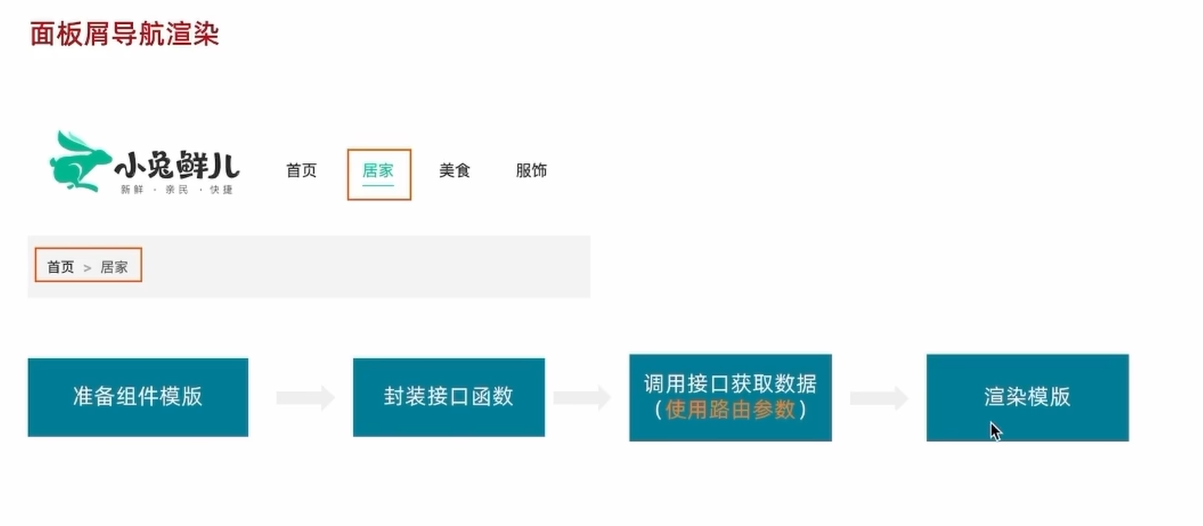 面板屑导航渲染
小兔鲜儿
新鲜 · 亲民 · 快捷
首页 居家 美食 服饰
首页 > 居家
准备组件模版
封装接口函数
调用接口获取数据
(使用路由参数)
渲染模版